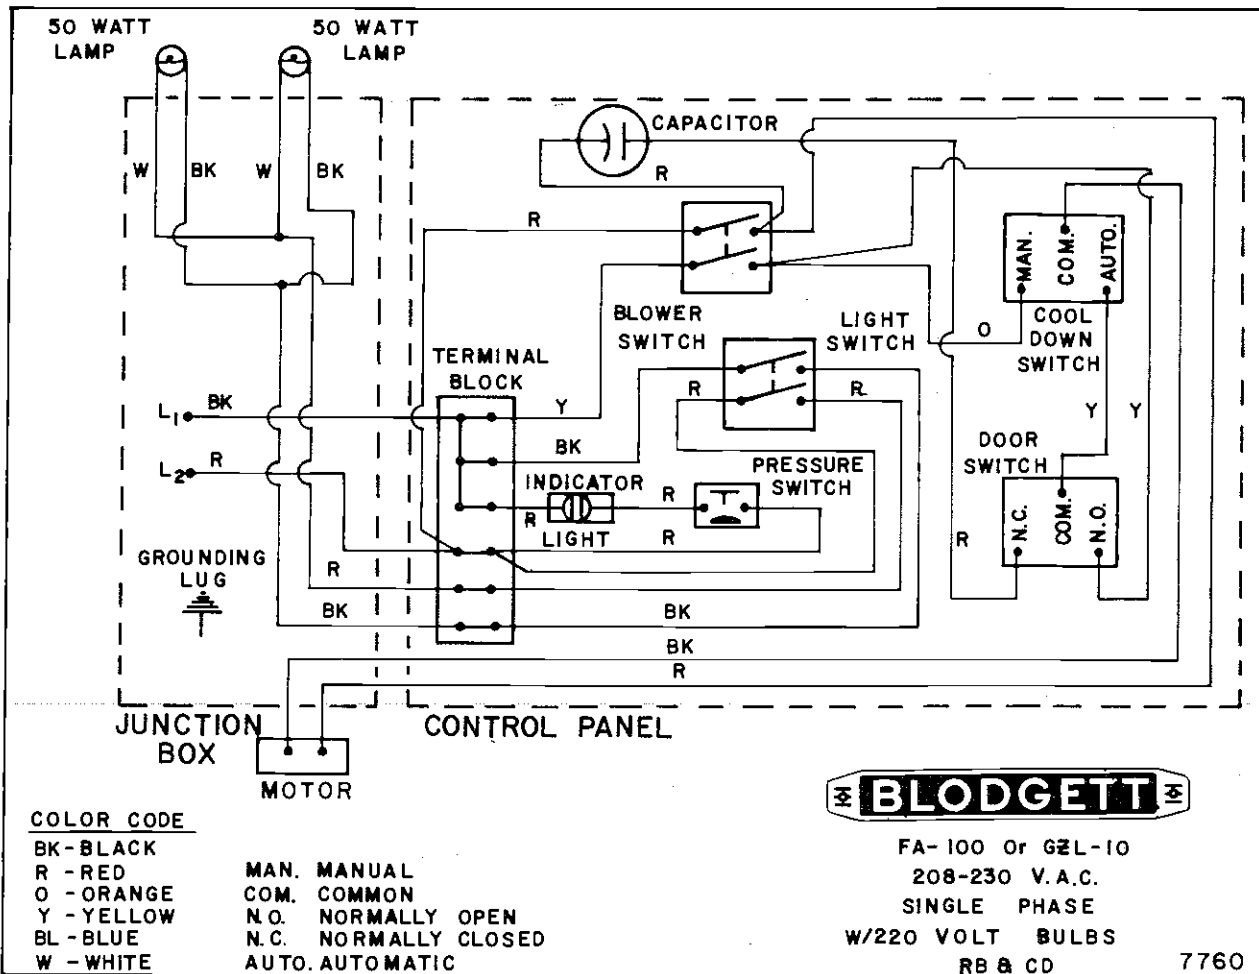 50 WATT
LAMP
50 WATT
LAMP
CAPACITOR
W
BK
W
BK
R
R
MAN.
COM.
AUTO.
BLOWER
SWITCH
LIGHT
SWITCH
O
COOL
DOWN
SWITCH
TERMINAL
BLOCK
R
R
L1
BK
Y
Y
Y
BK
DOOR
SWITCH
L2
R
PRESSURE
SWITCH
INDICATOR
LIGHT
R
R
R
R
N.C.
COM.
N.O.
GROUNDING
LUG
R
BK
BK
BK
R
JUNCTION
BOX
CONTROL PANEL
MOTOR
COLOR CODE
BK-BLACK
R -RED
O -ORANGE
Y -YELLOW
BL-BLUE
W -WHITE
MAN. MANUAL
COM. COMMON
N.O. NORMALLY OPEN
N.C. NORMALLY CLOSED
AUTO. AUTOMATIC
BLODGETT
FA-100 Or GZL-10
208-230 V.A.C.
SINGLE PHASE
W/220 VOLT BULBS
RB & CD
7760